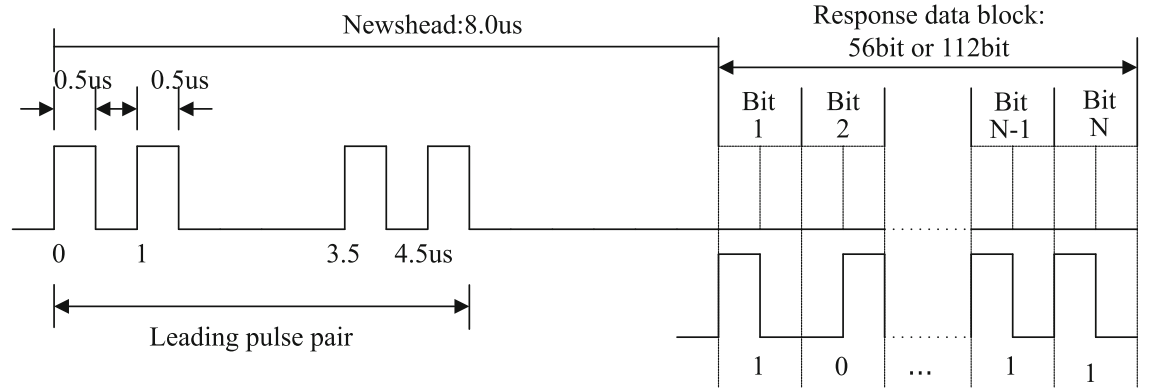 Newshead:8.0us
Response data block:
56bit or 112bit
0.5us
0.5us
Bit
1
Bit
2
Bit
N-1
Bit
N
0
1
3.5
4.5us
Leading pulse pair
1
0
...
1
1